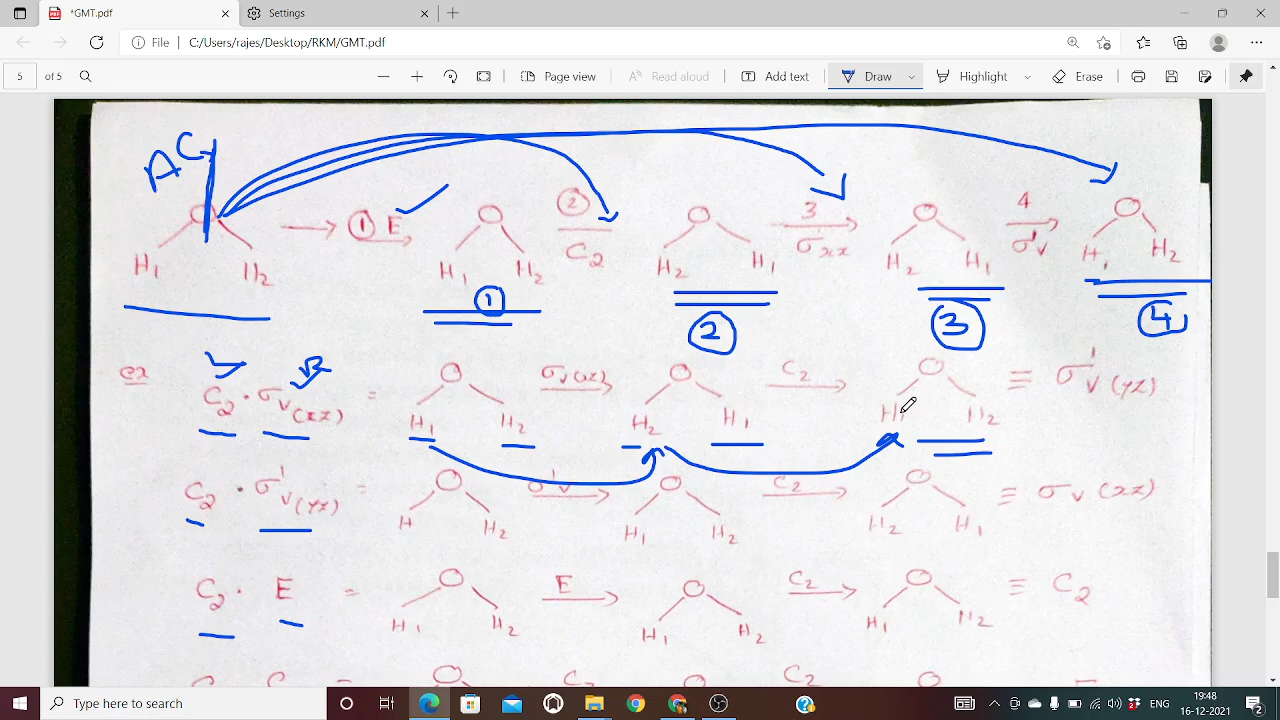 *GMT.pdf
Settings
File
C:/Users/rajes/Desktop/RKM/GMT.pdf
5 of 5
Page view
Read aloud
Add text
Draw
Highlight
Erase
AC
O H1 H2 → ① E → O H1 H2 ② C2 O H2 H1 3 σxz → O H2 H1 4 σ'v → O H1 H2
① ② ③ ④
ex
C2 · σv(xz) = O H1 H2 σv(xz) → O H2 H1 C2 → O H1 H2 ≡ σ'v(yz)
C2 · σ'v(yz) = O H H2 σ'v → O H1 H2 C2 → O H2 H1 ≡ σv(xz)
C2 · E = O H1 H2 E → O H1 H2 C2 → O H1 H2 ≡ C2
Type here to search
ENG
19:48
16-12-2021